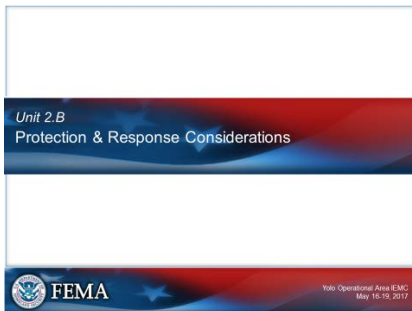 Unit 2.B
Protection & Response Considerations
FEMA
Yolo Operational Area IEMC
May 16-19, 2017